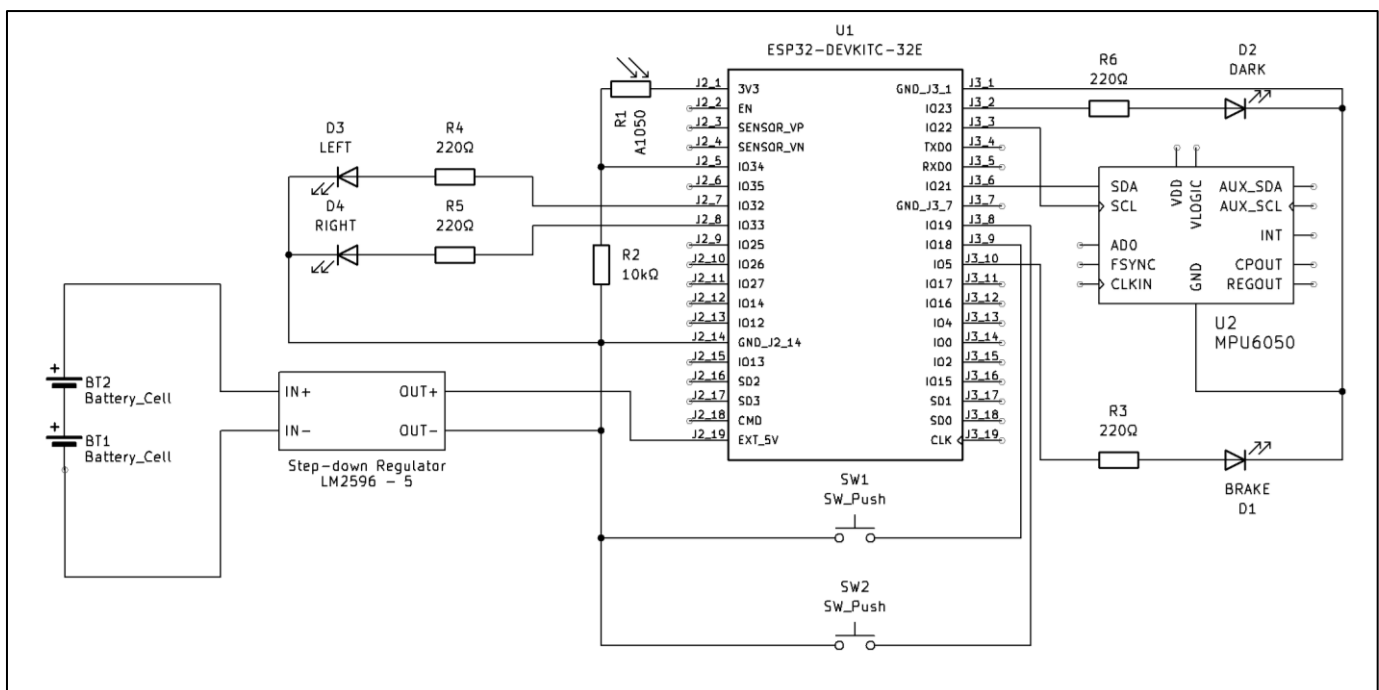 U1
ESP32-DEVKITC-32E
J2_1 3V3
J2_2 EN
J2_3 SENSOR_VP
J2_4 SENSOR_VN
J2_5 IO34
J2_6 IO35
J2_7 IO32
J2_8 IO33
J2_9 IO25
J2_10 IO26
J2_11 IO27
J2_12 IO14
J2_13 IO12
J2_14 GND_J2_14
J2_15 IO13
J2_16 SD2
J2_17 SD3
J2_18 CMD
J2_19 EXT_5V
GND_J3_1 J3_1
IO23 J3_2
IO22 J3_3
TXD0 J3_4
RXD0 J3_5
IO21 J3_6
GND_J3_7 J3_7
IO19 J3_8
IO18 J3_9
IO5 J3_10
IO17 J3_11
IO16 J3_12
IO4 J3_13
IO0 J3_14
IO2 J3_15
IO15 J3_16
SD1 J3_17
SD0 J3_18
CLK J3_19
R1
A1050
D3
LEFT
R4
220Ω
D4
RIGHT
R5
220Ω
R2
10kΩ
+
BT2
Battery_Cell
+
BT1
Battery_Cell
IN+ OUT+
IN- OUT-
Step-down Regulator
LM2596 - 5
R6
220Ω
D2
DARK
SDA
SCL
AD0
FSYNC
CLKIN
VDD
VLOGIC
GND
AUX_SDA
AUX_SCL
INT
CPOUT
REGOUT
U2
MPU6050
R3
220Ω
BRAKE
D1
SW1
SW_Push
SW2
SW_Push